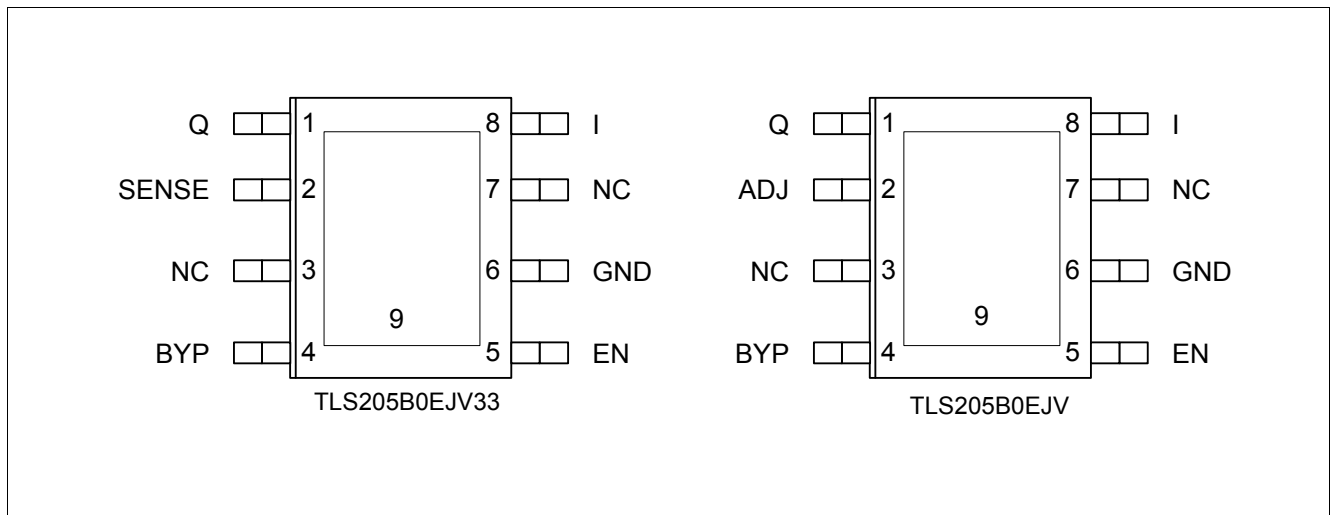 Q 1 8 I
SENSE 2 7 NC
NC 3 6 GND
9
BYP 4 5 EN
TLS205B0EJV33
Q 1 8 I
ADJ 2 7 NC
NC 3 6 GND
9
BYP 4 5 EN
TLS205B0EJV